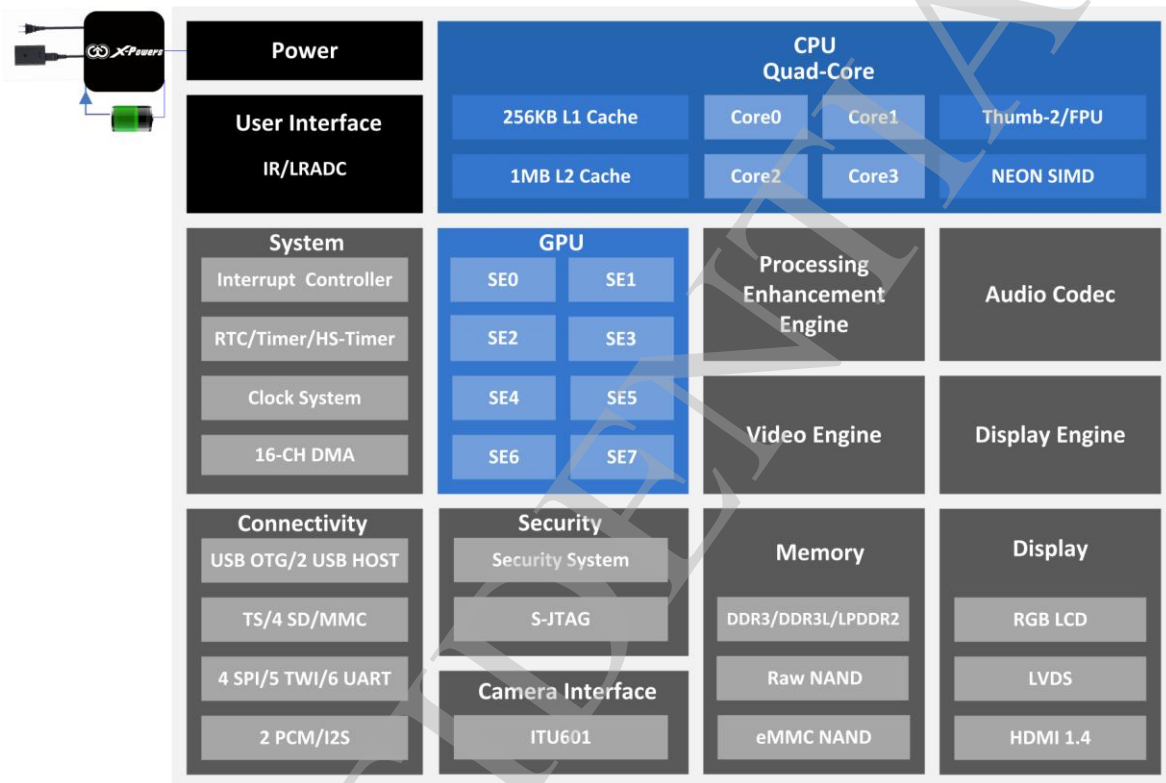 X-Powers
Power
User Interface
IR/LRADC
CPU
Quad-Core
256KB L1 Cache
Core0
Core1
Thumb-2/FPU
1MB L2 Cache
Core2
Core3
NEON SIMD
System
Interrupt Controller
RTC/Timer/HS-Timer
Clock System
16-CH DMA
GPU
SE0
SE1
SE2
SE3
SE4
SE5
SE6
SE7
Processing
Enhancement
Engine
Audio Codec
Video Engine
Display Engine
Connectivity
USB OTG/2 USB HOST
TS/4 SD/MMC
4 SPI/5 TWI/6 UART
2 PCM/I2S
Security
Security System
S-JTAG
Camera Interface
ITU601
Memory
DDR3/DDR3L/LPDDR2
Raw NAND
eMMC NAND
Display
RGB LCD
LVDS
HDMI 1.4
NDENTIA